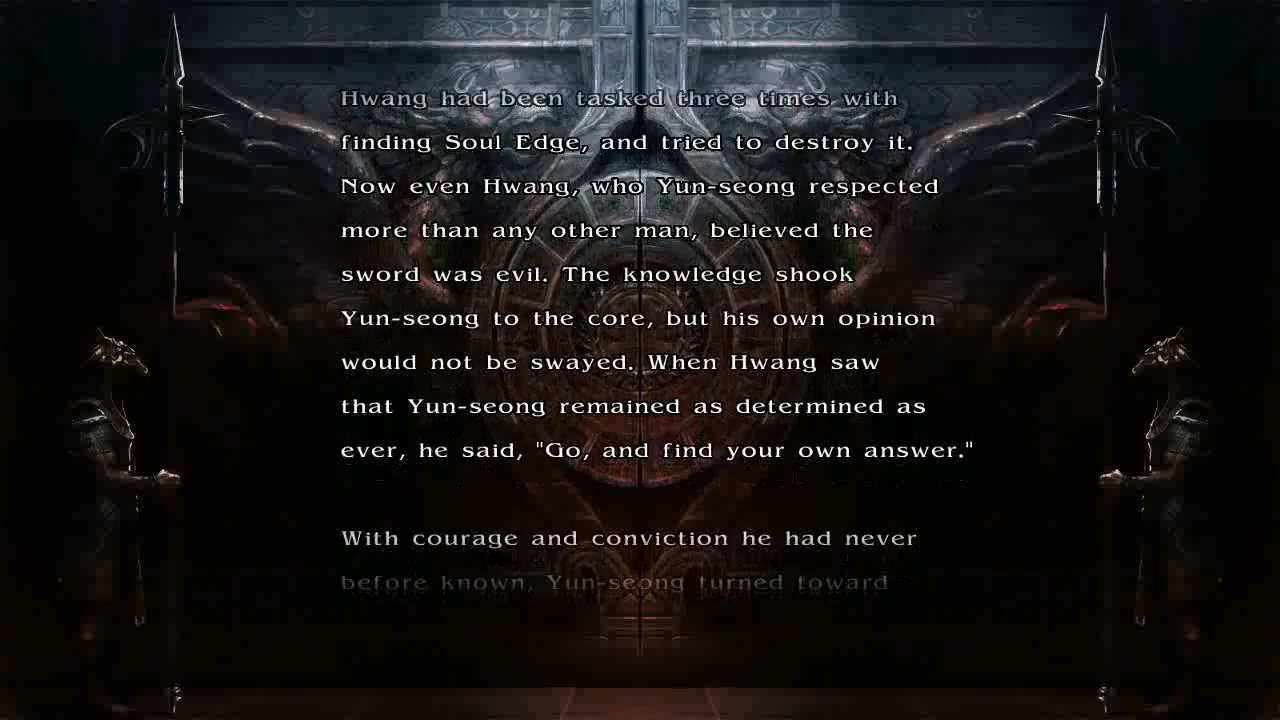 Hwang had been tasked three times with
finding Soul Edge, and tried to destroy it.
Now even Hwang, who Yun-seong respected
more than any other man, believed the
sword was evil. The knowledge shook
Yun-seong to the core, but his own opinion
would not be swayed. When Hwang saw
that Yun-seong remained as determined as
ever, he said, "Go, and find your own answer."
With courage and conviction he had never
before known, Yun-seong turned toward